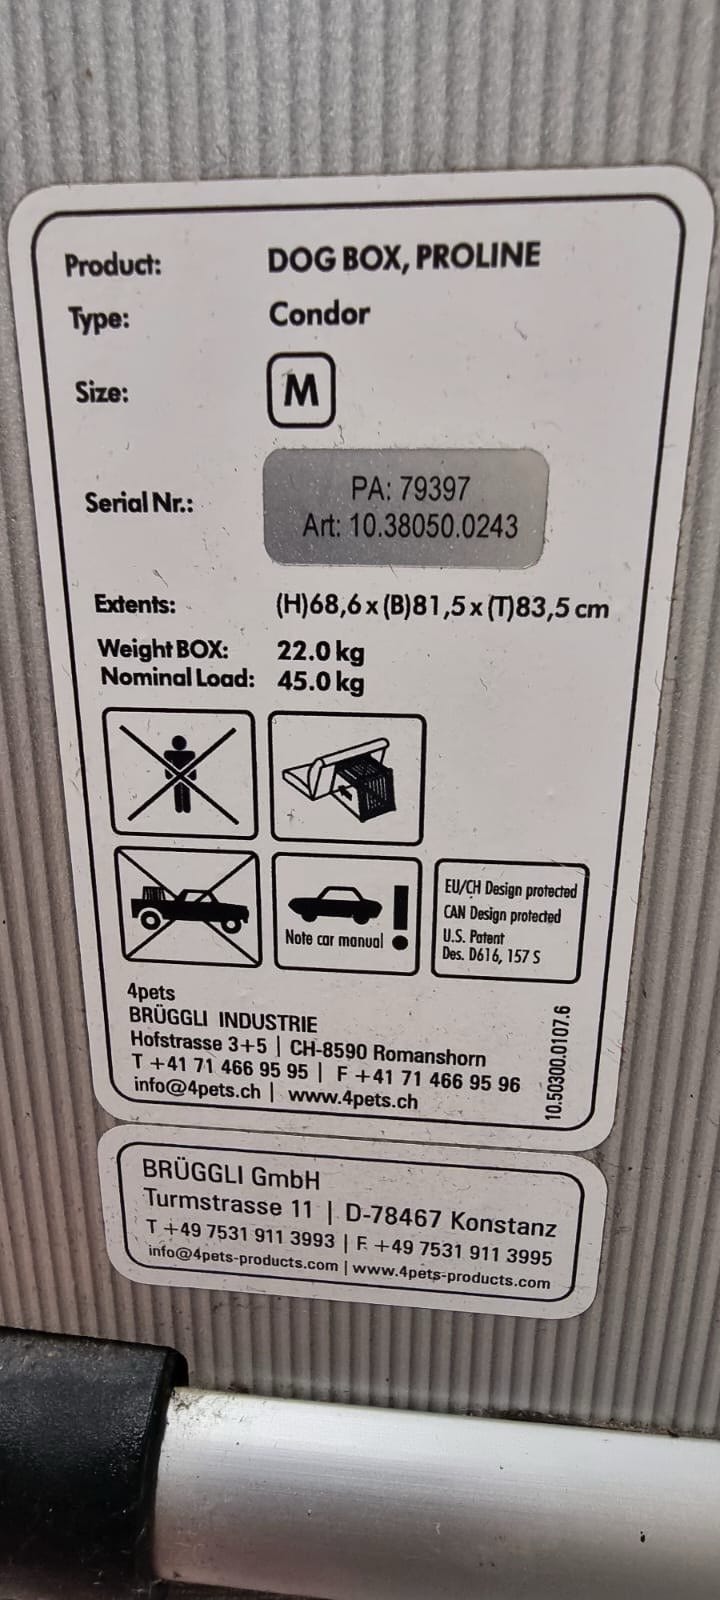 Product: DOG BOX, PROLINE
Type: Condor
Size: M
Serial Nr.: PA: 79397
Art: 10.38050.0243
Extents: (H)68,6 x (B)81,5 x (T)83,5 cm
Weight BOX: 22.0 kg
Nominal Load: 45.0 kg
Note car manual !
EU/CH Design protected
CAN Design protected
U.S. Patent
Des. D616, 157 S
4pets
BRÜGGLI INDUSTRIE
Hofstrasse 3+5 | CH-8590 Romanshorn
T +41 71 466 95 95 | F +41 71 466 95 96
info@4pets.ch | www.4pets.ch
10.50300.0107.6
BRÜGGLI GmbH
Turmstrasse 11 | D-78467 Konstanz
T +49 7531 911 3993 | F. +49 7531 911 3995
info@4pets-products.com | www.4pets-products.com